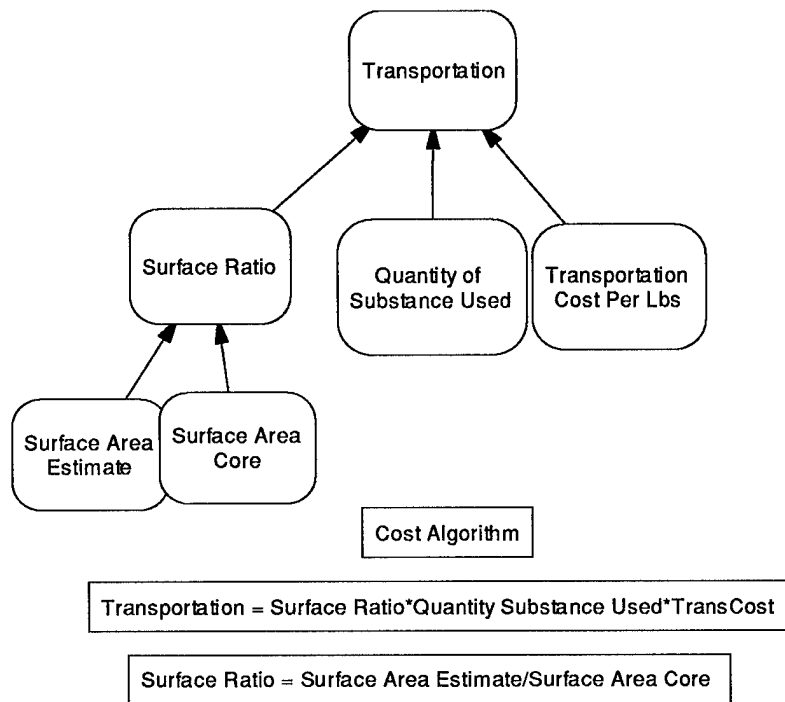 Transportation
Surface Ratio
Quantity of
Substance Used
Transportation
Cost Per Lbs
Surface Area
Estimate
Surface Area
Core
Cost Algorithm
Transportation = Surface Ratio*Quantity Substance Used*TransCost
Surface Ratio = Surface Area Estimate/Surface Area Core